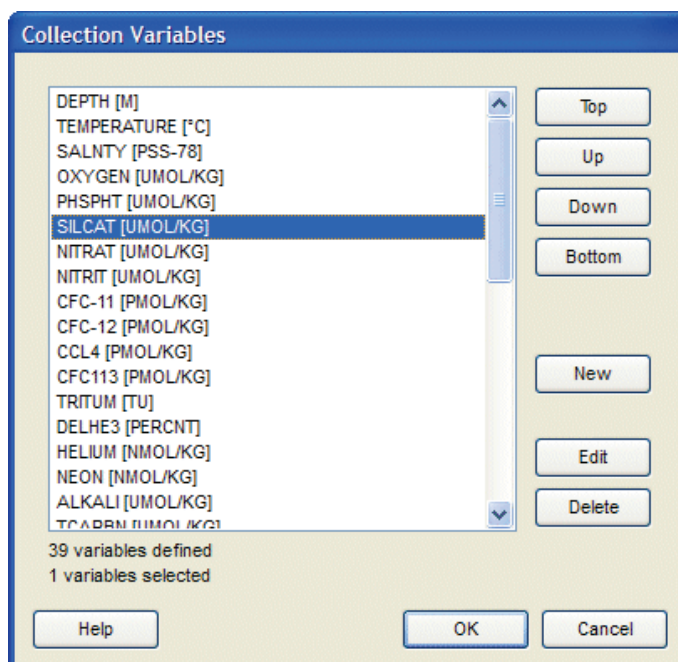 Collection Variables
DEPTH [M]
TEMPERATURE [°C]
SALNTY [PSS-78]
OXYGEN [UMOL/KG]
PHSPHT [UMOL/KG]
SILCAT [UMOL/KG]
NITRAT [UMOL/KG]
NITRIT [UMOL/KG]
CFC-11 [PMOL/KG]
CFC-12 [PMOL/KG]
CCL4 [PMOL/KG]
CFC113 [PMOL/KG]
TRITUM [TU]
DELHE3 [PERCNT]
HELIUM [NMOL/KG]
NEON [NMOL/KG]
ALKALI [UMOL/KG]
TCARBN [UMOL/KG]
39 variables defined
1 variables selected
Top
Up
Down
Bottom
New
Edit
Delete
Help
OK
Cancel